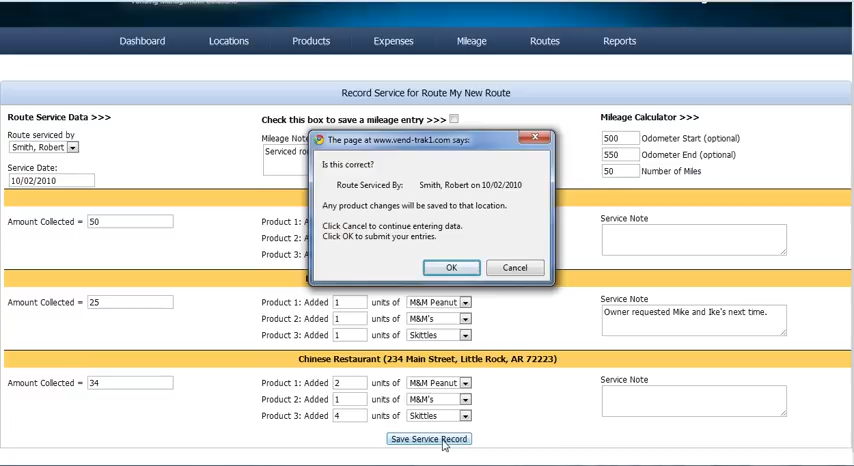 Dashboard Locations Products Expenses Mileage Routes Reports
Record Service for Route My New Route
Route Service Data >>>
Route serviced by
Smith, Robert
Service Date:
10/02/2010
Check this box to save a mileage entry >>>
Mileage Note
Serviced
Mileage Calculator >>>
500 Odometer Start (optional)
550 Odometer End (optional)
50 Number of Miles
The page at www.vend-trak1.com says:
Is this correct?
Route Serviced By: Smith, Robert on 10/02/2010
Any product changes will be saved to that location.
Click Cancel to continue entering data.
Click OK to submit your entries.
OK Cancel
Amount Collected = 50
Product 1:
Product 2:
Product 3:
Service Note
Amount Collected = 25
Product 1: Added 1 units of M&M Peanut
Product 2: Added 1 units of M&M's
Product 3: Added 1 units of Skittles
Service Note
Owner requested Mike and Ike's next time.
Chinese Restaurant (234 Main Street, Little Rock, AR 72223)
Amount Collected = 34
Product 1: Added 2 units of M&M Peanut
Product 2: Added 1 units of M&M's
Product 3: Added 4 units of Skittles
Service Note
Save Service Record